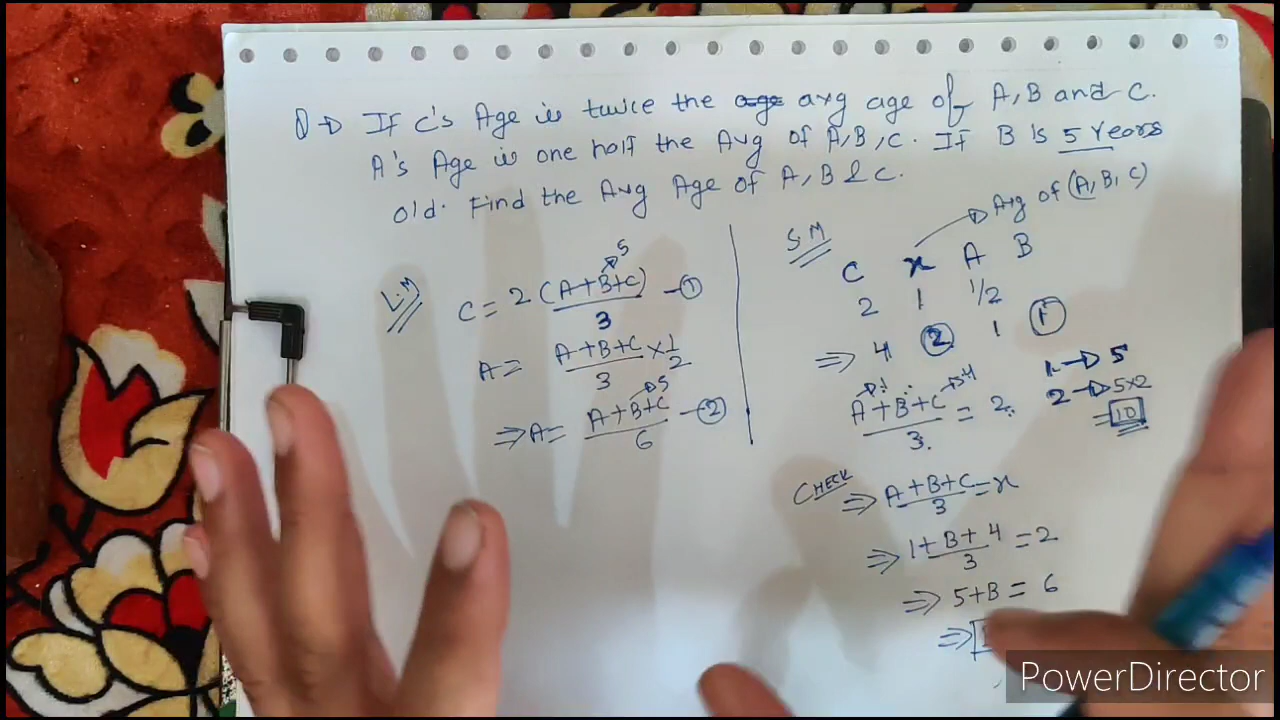 Q → If C's Age is twice the age avg age of A, B and C.
A's Age is one half the Avg of A, B, C. If B is 5 Years
old. Find the Avg Age of A, B & C.
L.M
5
C = 2 (A+B+C) — ①
3
A = A+B+C × 1/2
3
5
⇒ A = A+B+C — ②
6
S.M
Avg of (A, B, C)
C x A B
2 1 1/2
⇒ 4 ② 1 ①
1 → 5
2 → 5×2
= 10
A+B+C = 2
3
CHECK
⇒ A+B+C = x
3
⇒ 1+B+4 = 2
3
⇒ 5+B = 6
⇒
PowerDirector